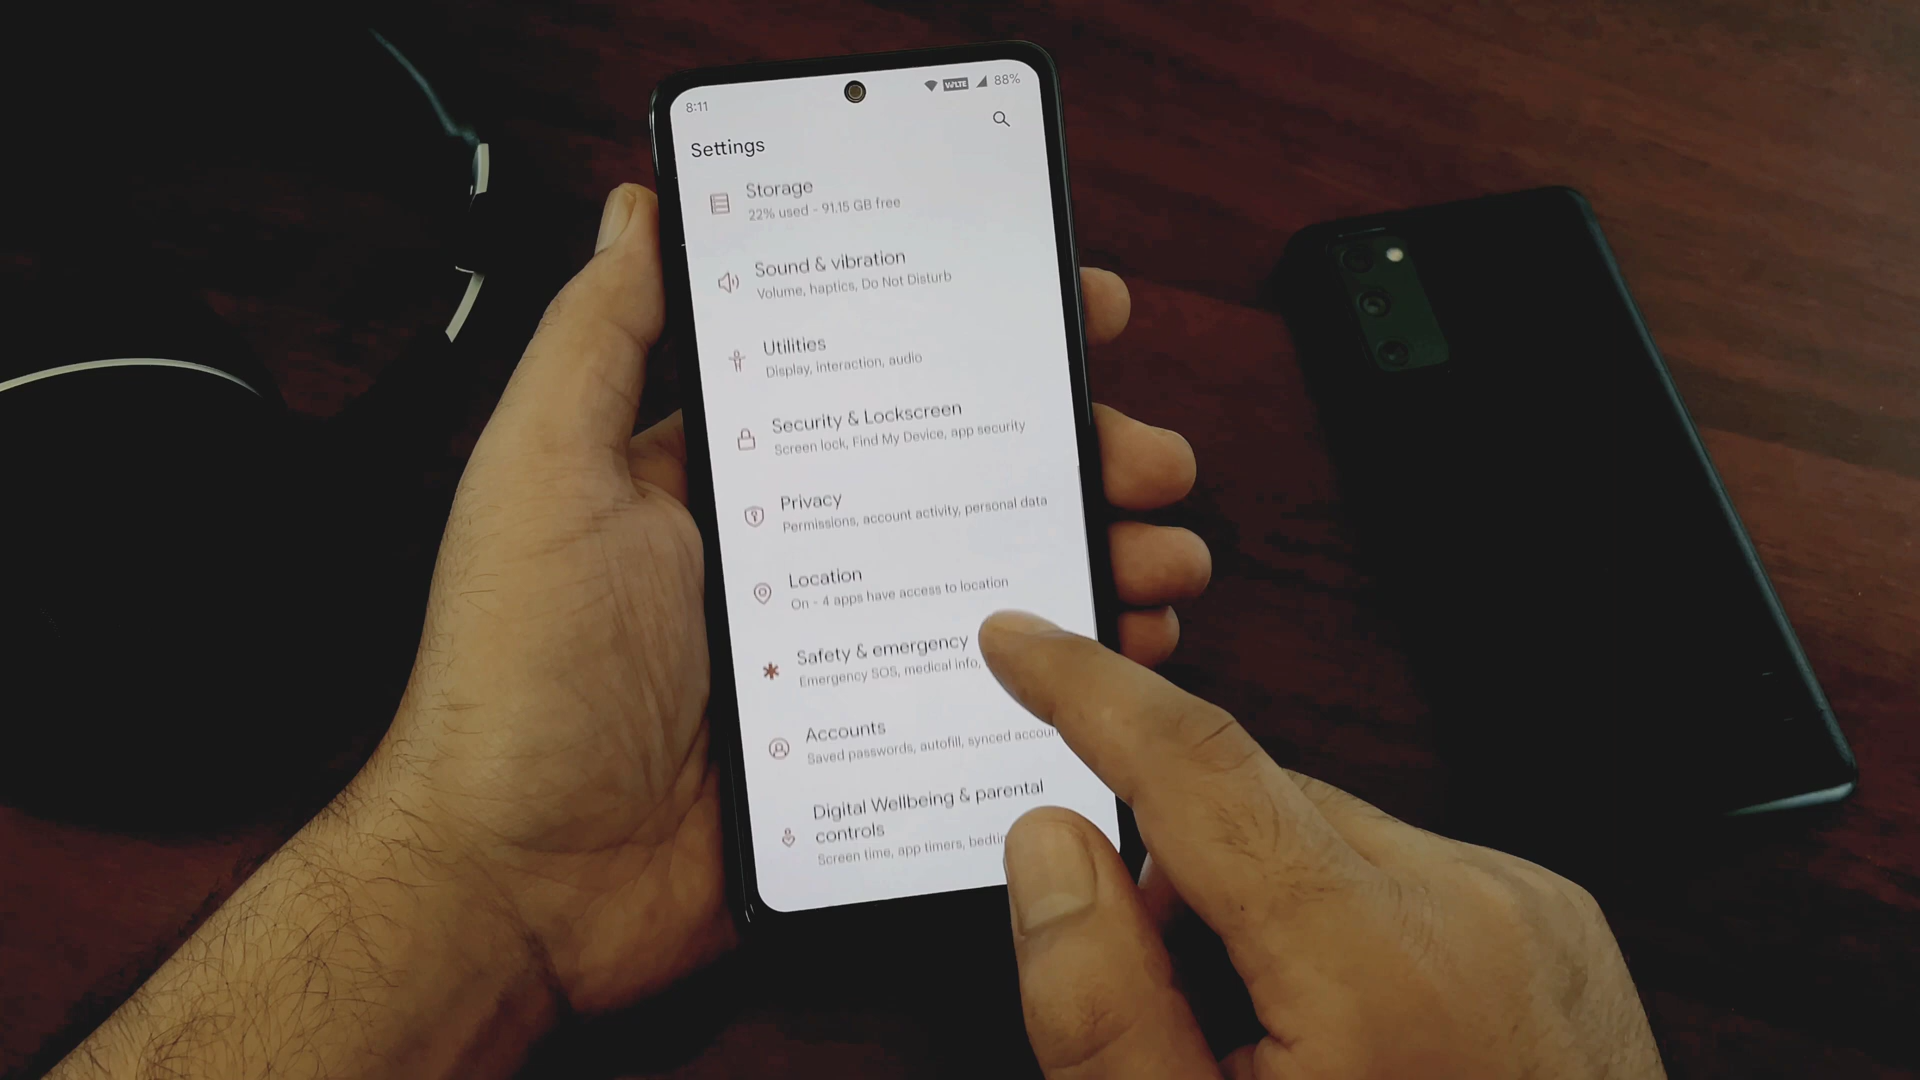 8:11
VoLTE
88%
Settings
Storage
22% used - 91.15 GB free
Sound & vibration
Volume, haptics, Do Not Disturb
Utilities
Display, interaction, audio
Security & Lockscreen
Screen lock, Find My Device, app security
Privacy
Permissions, account activity, personal data
Location
On - 4 apps have access to location
Safety & emergency
Emergency SOS, medical info,
Accounts
Saved passwords, autofill, synced
Digital Wellbeing & parental
controls
Screen time, app timers,